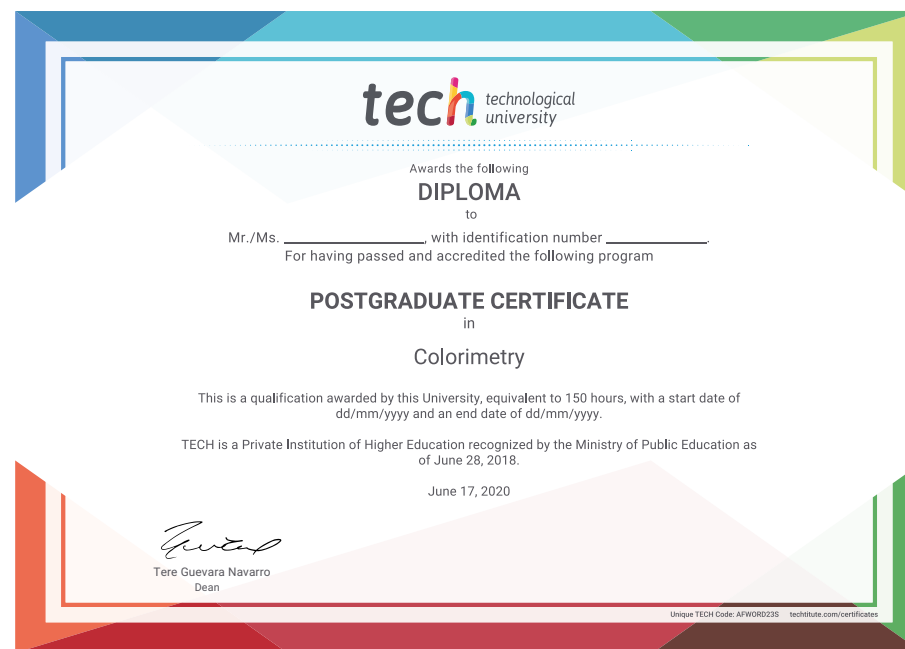 tech technological
university
Awards the following
DIPLOMA
to
Mr./Ms. ____________, with identification number ____________.
For having passed and accredited the following program
POSTGRADUATE CERTIFICATE
in
Colorimetry
This is a qualification awarded by this University, equivalent to 150 hours, with a start date of
dd/mm/yyyy and an end date of dd/mm/yyyy.
TECH is a Private Institution of Higher Education recognized by the Ministry of Public Education as
of June 28, 2018.
June 17, 2020
Tere Guevara Navarro
Dean
Unique TECH Code: AFWORD23S techtitute.com/certificates